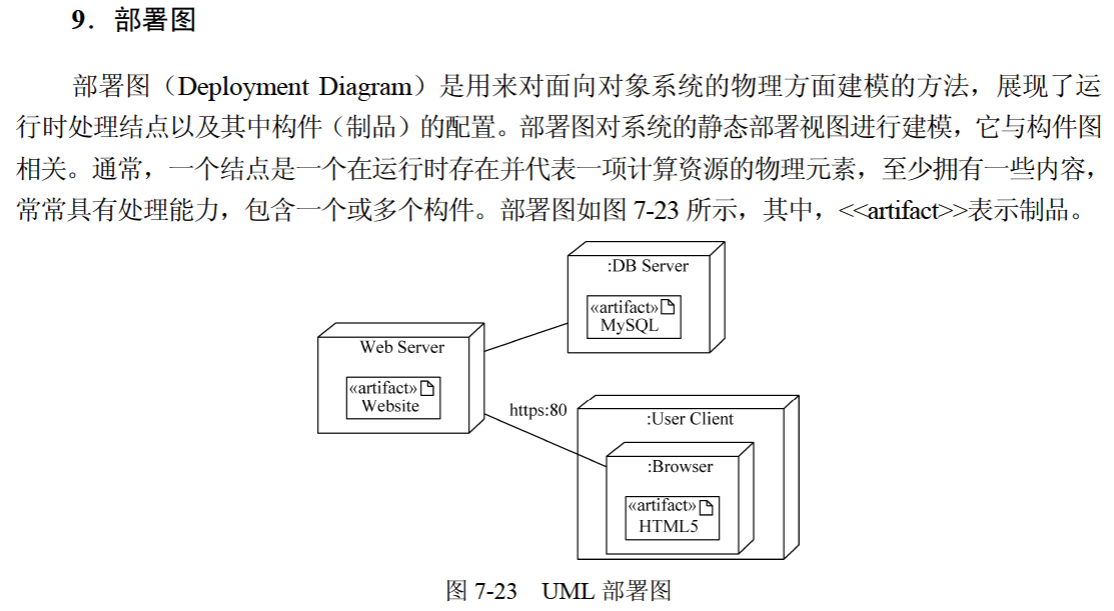 9．部署图
部署图（Deployment Diagram）是用来对面向对象系统的物理方面建模的方法，展现了运
行时处理结点以及其中构件（制品）的配置。部署图对系统的静态部署视图进行建模，它与构件图
相关。通常，一个结点是一个在运行时存在并代表一项计算资源的物理元素，至少拥有一些内容，
常常具有处理能力，包含一个或多个构件。部署图如图 7-23 所示，其中，<<artifact>>表示制品。
:DB Server
«artifact»
MySQL
Web Server
«artifact»
Website
https:80
:User Client
:Browser
«artifact»
HTML5
图 7-23 UML 部署图